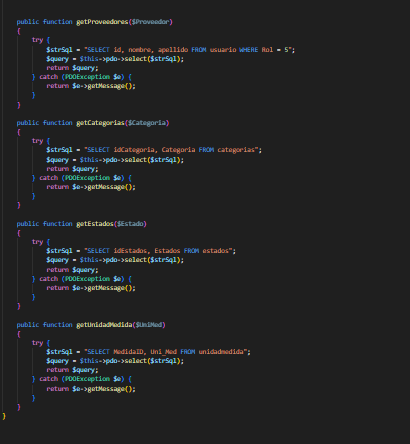 public function getProveedores($Proveedor)
{
try {
$strSql = "SELECT id, nombre, apellido FROM usuario WHERE Rol = 5";
$query = $this->pdo->select($strSql);
return $query;
} catch (PDOException $e) {
return $e->getMessage();
}
}
public function getCategorias($Categoria)
{
try {
$strSql = "SELECT idCategoria, Categoria FROM categorias";
$query = $this->pdo->select($strSql);
return $query;
} catch (PDOException $e) {
return $e->getMessage();
}
}
public function getEstados($Estado)
{
try {
$strSql = "SELECT idEstados, Estados FROM estados";
$query = $this->pdo->select($strSql);
return $query;
} catch (PDOException $e) {
return $e->getMessage();
}
}
public function getUnidadMedida($UniMed)
{
try {
$strSql = "SELECT MedidaID, Uni_Med FROM unidadmedida";
$query = $this->pdo->select($strSql);
return $query;
} catch (PDOException $e) {
return $e->getMessage();
}
}
}